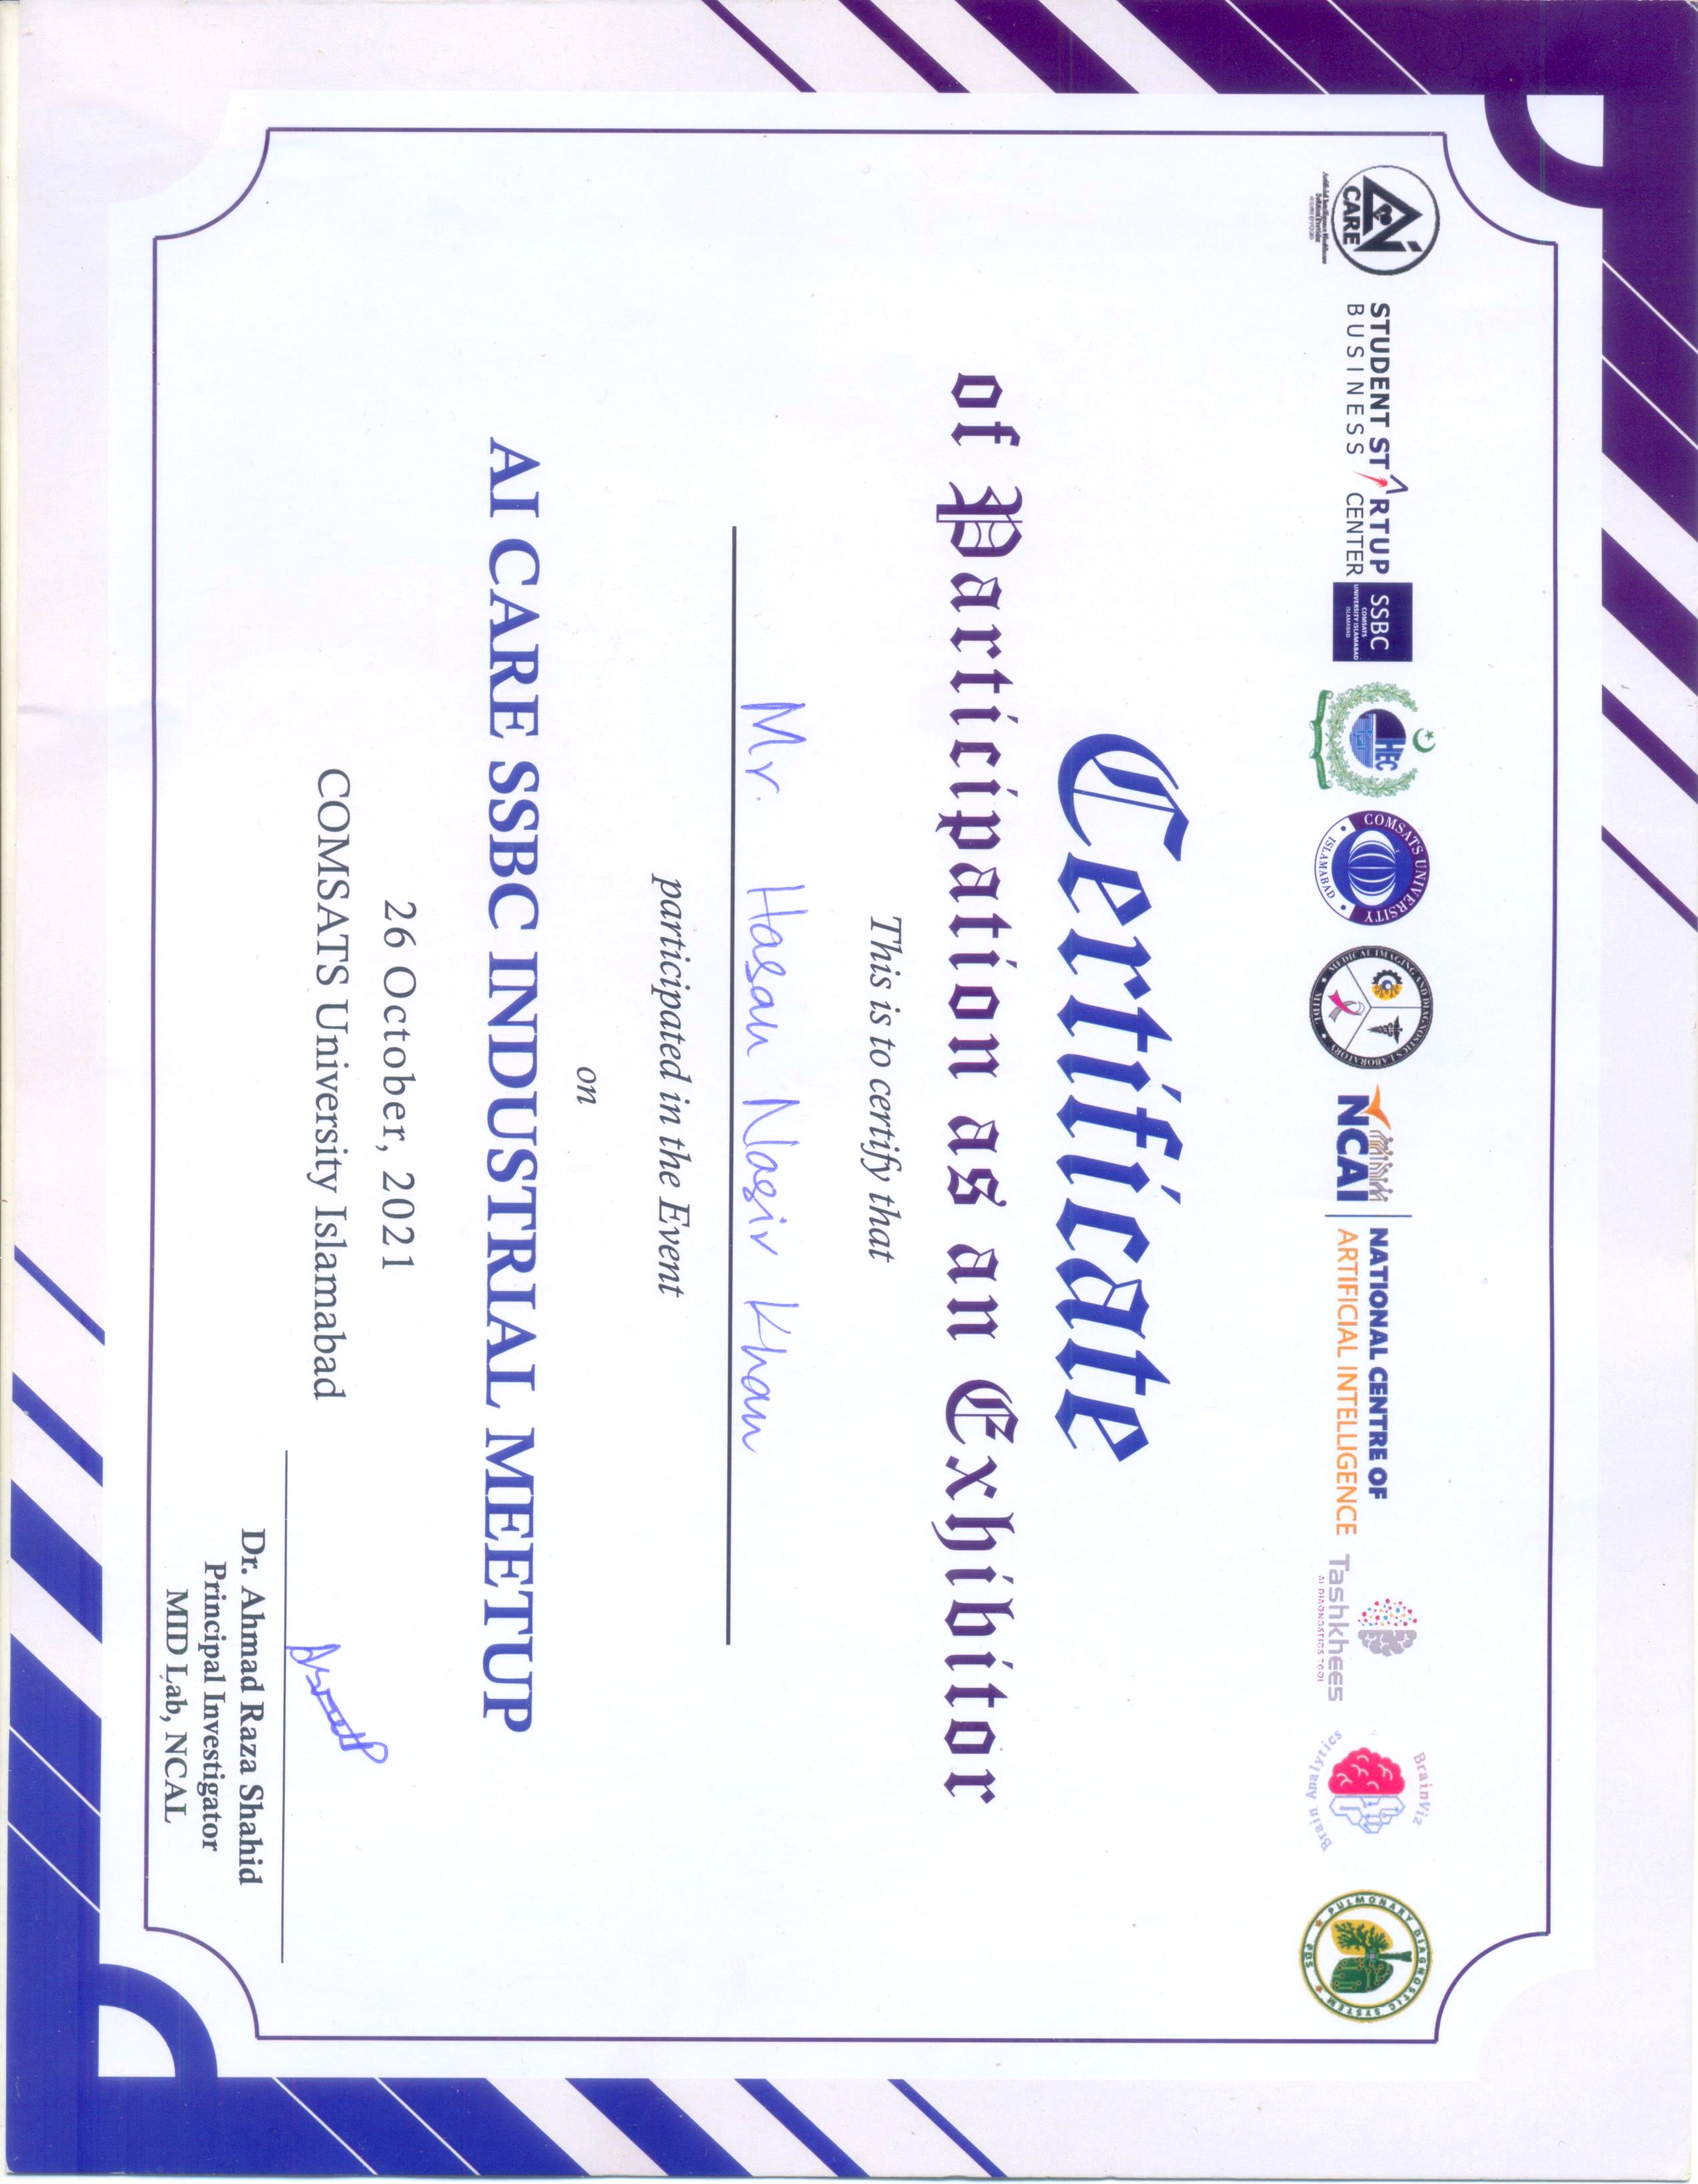 Ai
CARE
Artificial Intelligence Healthcare
Solution Provider
STUDENT STARTUP
BUSINESS CENTER
SSBC
COMSATS
UNIVERSITY ISLAMABAD
ISLAMABAD
HEC
COMSATS UNIVERSITY
ISLAMABAD
MEDICAL IMAGING AND DIAGNOSTICS LABORATORY
MIDL
NCAI
NATIONAL CENTRE OF
ARTIFICIAL INTELLIGENCE
Tashkhees
AI DIAGNOSTICS TOOL
BrainViz
Brain Analytics
PULMONARY DIAGNOSTIC SYSTEM
PDS
Certificate
of Participation as an Exhibitor
This is to certify that
Mr. Hasan Nasir Khan
participated in the Event
on
AI CARE SSBC INDUSTRIAL MEETUP
26 October, 2021
COMSATS University Islamabad
Dr. Ahmad Raza Shahid
Principal Investigator
MID Lab, NCAL